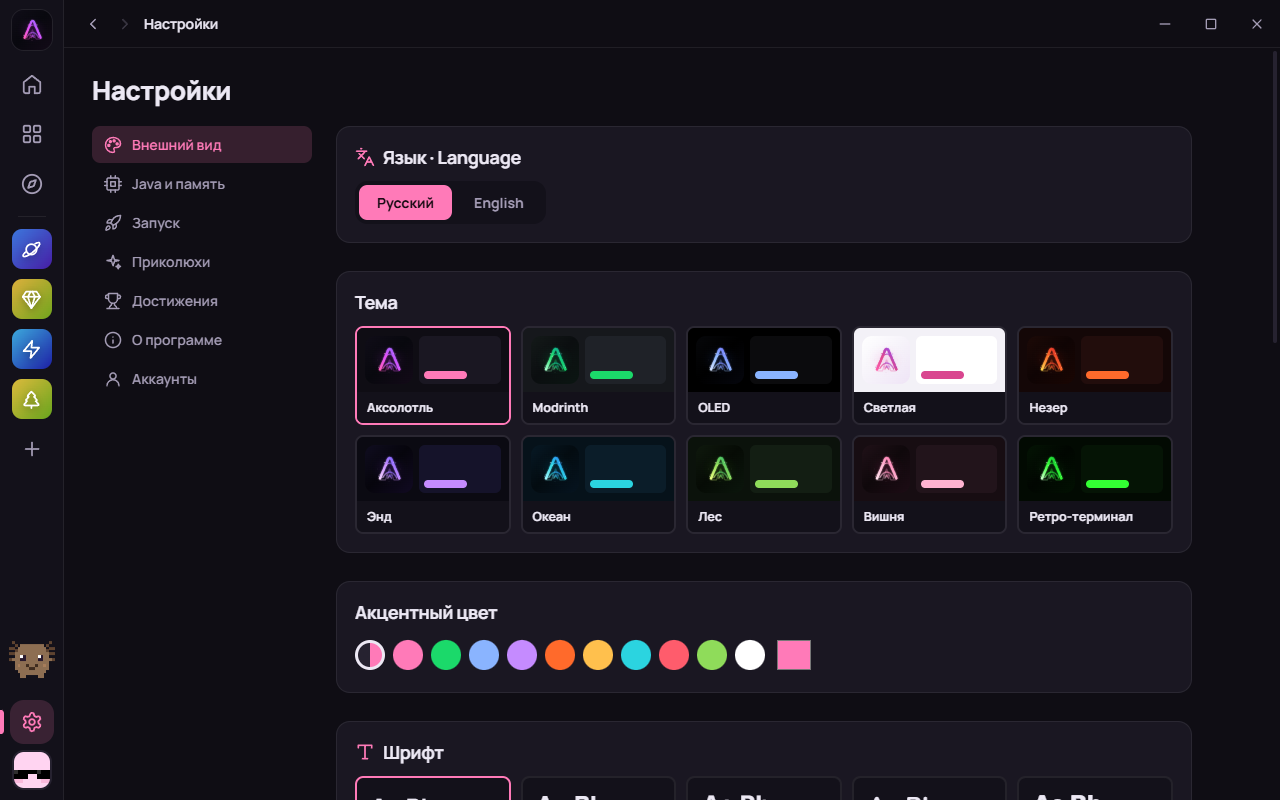 Настройки
Настройки
Внешний вид
Java и память
Запуск
Приколюхи
Достижения
О программе
Аккаунты
Язык · Language
Русский
English
Тема
Аксолотль
Modrinth
OLED
Светлая
Незер
Энд
Океан
Лес
Вишня
Ретро-терминал
Акцентный цвет
Шрифт